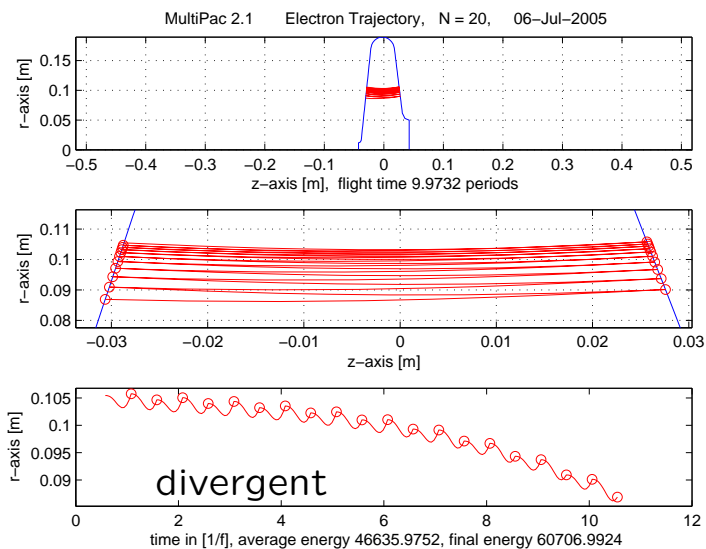 MultiPac 2.1 Electron Trajectory, N = 20, 06−Jul−2005
r−axis [m]
0.15
0.1
0.05
0
−0.5 −0.4 −0.3 −0.2 −0.1 0 0.1 0.2 0.3 0.4 0.5
z−axis [m], flight time 9.9732 periods
r−axis [m]
0.11
0.1
0.09
0.08
−0.03 −0.02 −0.01 0 0.01 0.02 0.03
z−axis [m]
r−axis [m]
0.105
0.1
0.095
0.09
divergent
0 2 4 6 8 10 12
time in [1/f], average energy 46635.9752, final energy 60706.9924